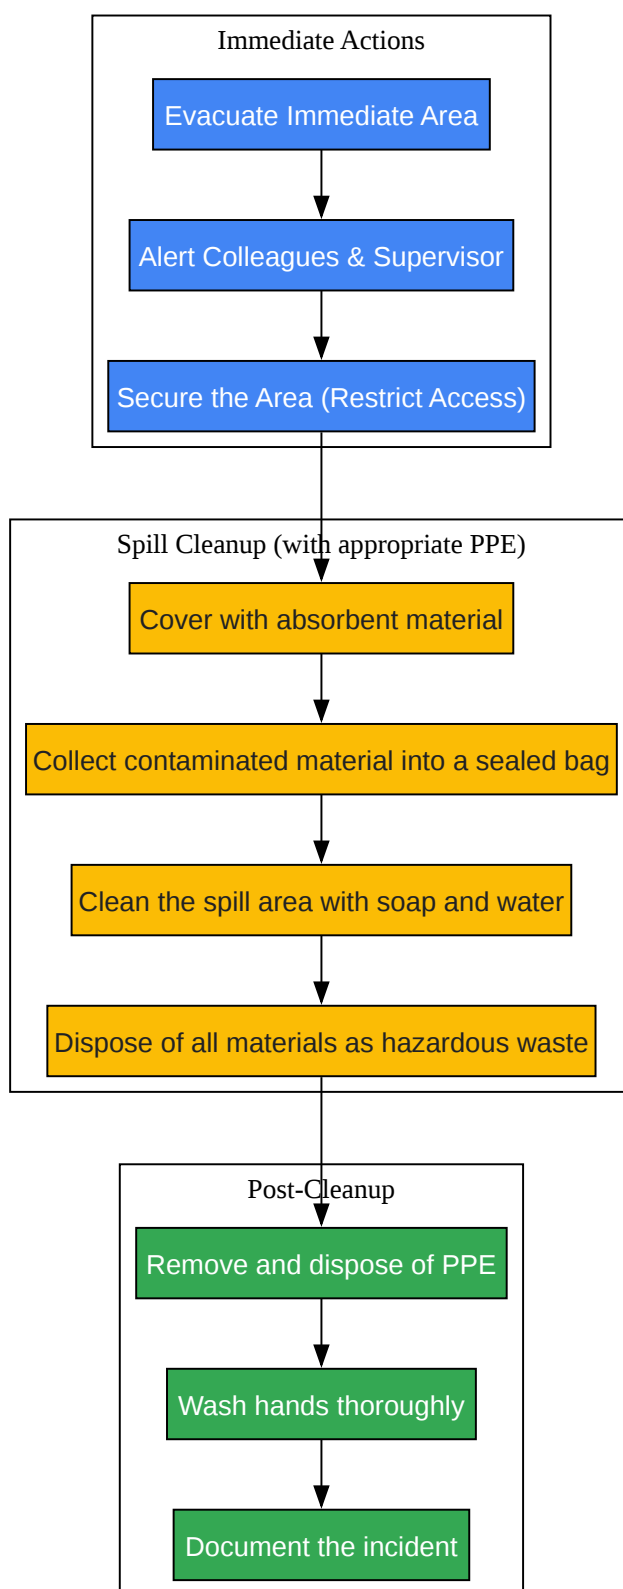 Immediate Actions
Evacuate Immediate Area
Alert Colleagues & Supervisor
Secure the Area (Restrict Access)
Spill Cleanup (with appropriate PPE)
Cover with absorbent material
Collect contaminated material into a sealed bag
Clean the spill area with soap and water
Dispose of all materials as hazardous waste
Post-Cleanup
Remove and dispose of PPE
Wash hands thoroughly
Document the incident